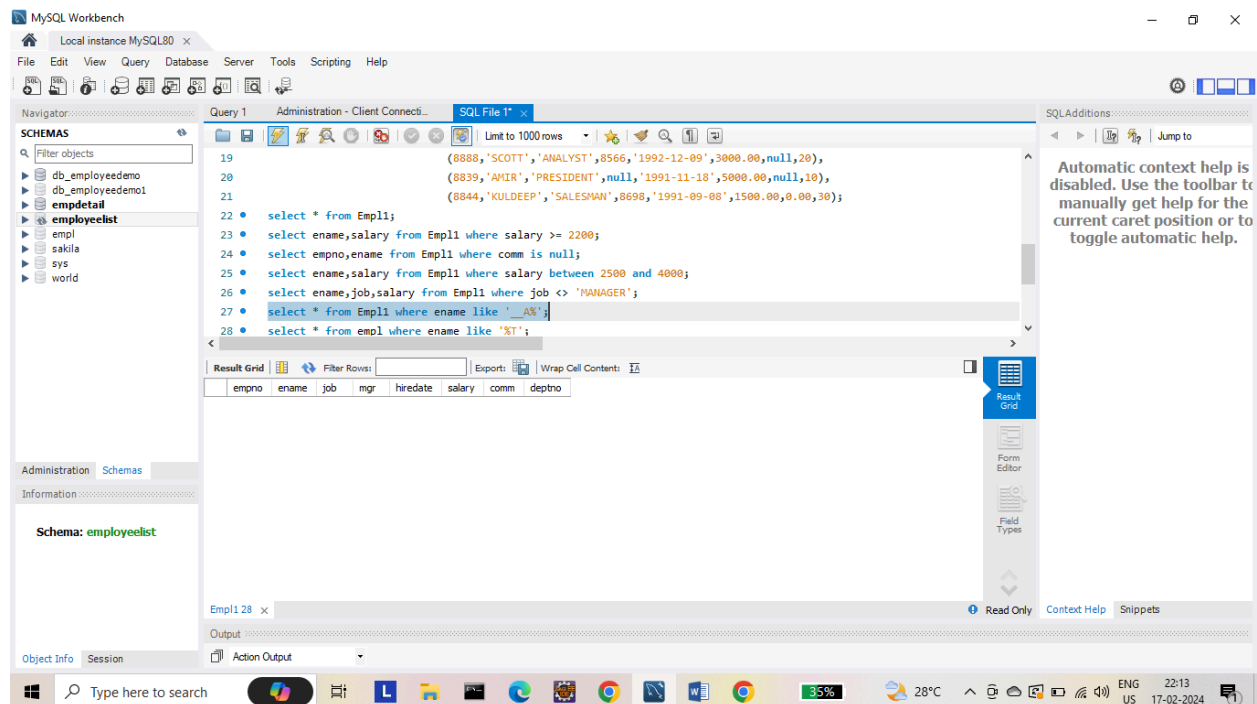 MySQL Workbench
Local instance MySQL80
File Edit View Query Database Server Tools Scripting Help
Navigator
SCHEMAS
Filter objects
db_employeedemo
db_employeedemo1
empdetail
employeelist
empl
sakila
sys
world
Administration Schemas
Information
Schema: employeelist
Object Info Session
Query 1 Administration - Client Connecti... SQL File 1*
Limit to 1000 rows
19 (8888,'SCOTT','ANALYST',8566,'1992-12-09',3000.00,null,20),
20 (8839,'AMIR','PRESIDENT',null,'1991-11-18',5000.00,null,10),
21 (8844,'KULDEEP','SALESMAN',8698,'1991-09-08',1500.00,0.00,30);
22 select * from Empl1;
23 select ename,salary from Empl1 where salary >= 2200;
24 select empno,ename from Empl1 where comm is null;
25 select ename,salary from Empl1 where salary between 2500 and 4000;
26 select ename,job,salary from Empl1 where job <> 'MANAGER';
27 select * from Empl1 where ename like '__A%';
28 select * from empl where ename like '%T';
Result Grid Filter Rows: Export: Wrap Cell Content:
empno ename job mgr hiredate salary comm deptno
Result
Grid
Form
Editor
Field
Types
Empl1 28
Read Only
Output
Action Output
SQLAdditions
Jump to
Automatic context help is
disabled. Use the toolbar to
manually get help for the
current caret position or to
toggle automatic help.
Context Help Snippets
Type here to search
35%
28°C
ENG
US
22:13
17-02-2024